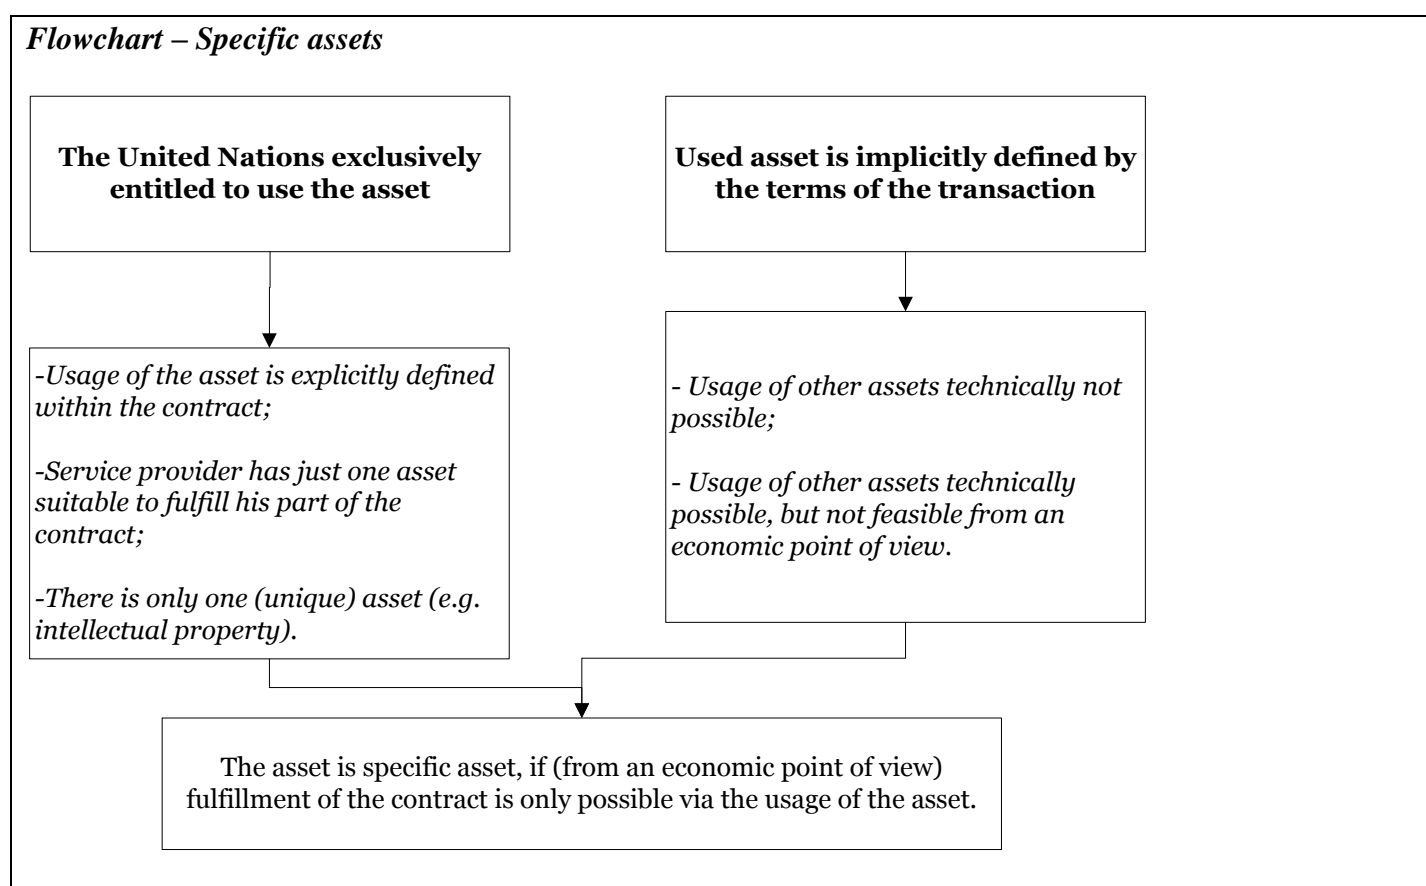 Flowchart – Specific assets
The United Nations exclusively
entitled to use the asset
Used asset is implicitly defined by
the terms of the transaction
-Usage of the asset is explicitly defined
within the contract;
-Service provider has just one asset
suitable to fulfill his part of the
contract;
-There is only one (unique) asset (e.g.
intellectual property).
- Usage of other assets technically not
possible;
- Usage of other assets technically
possible, but not feasible from an
economic point of view.
The asset is specific asset, if (from an economic point of view)
fulfillment of the contract is only possible via the usage of the asset.